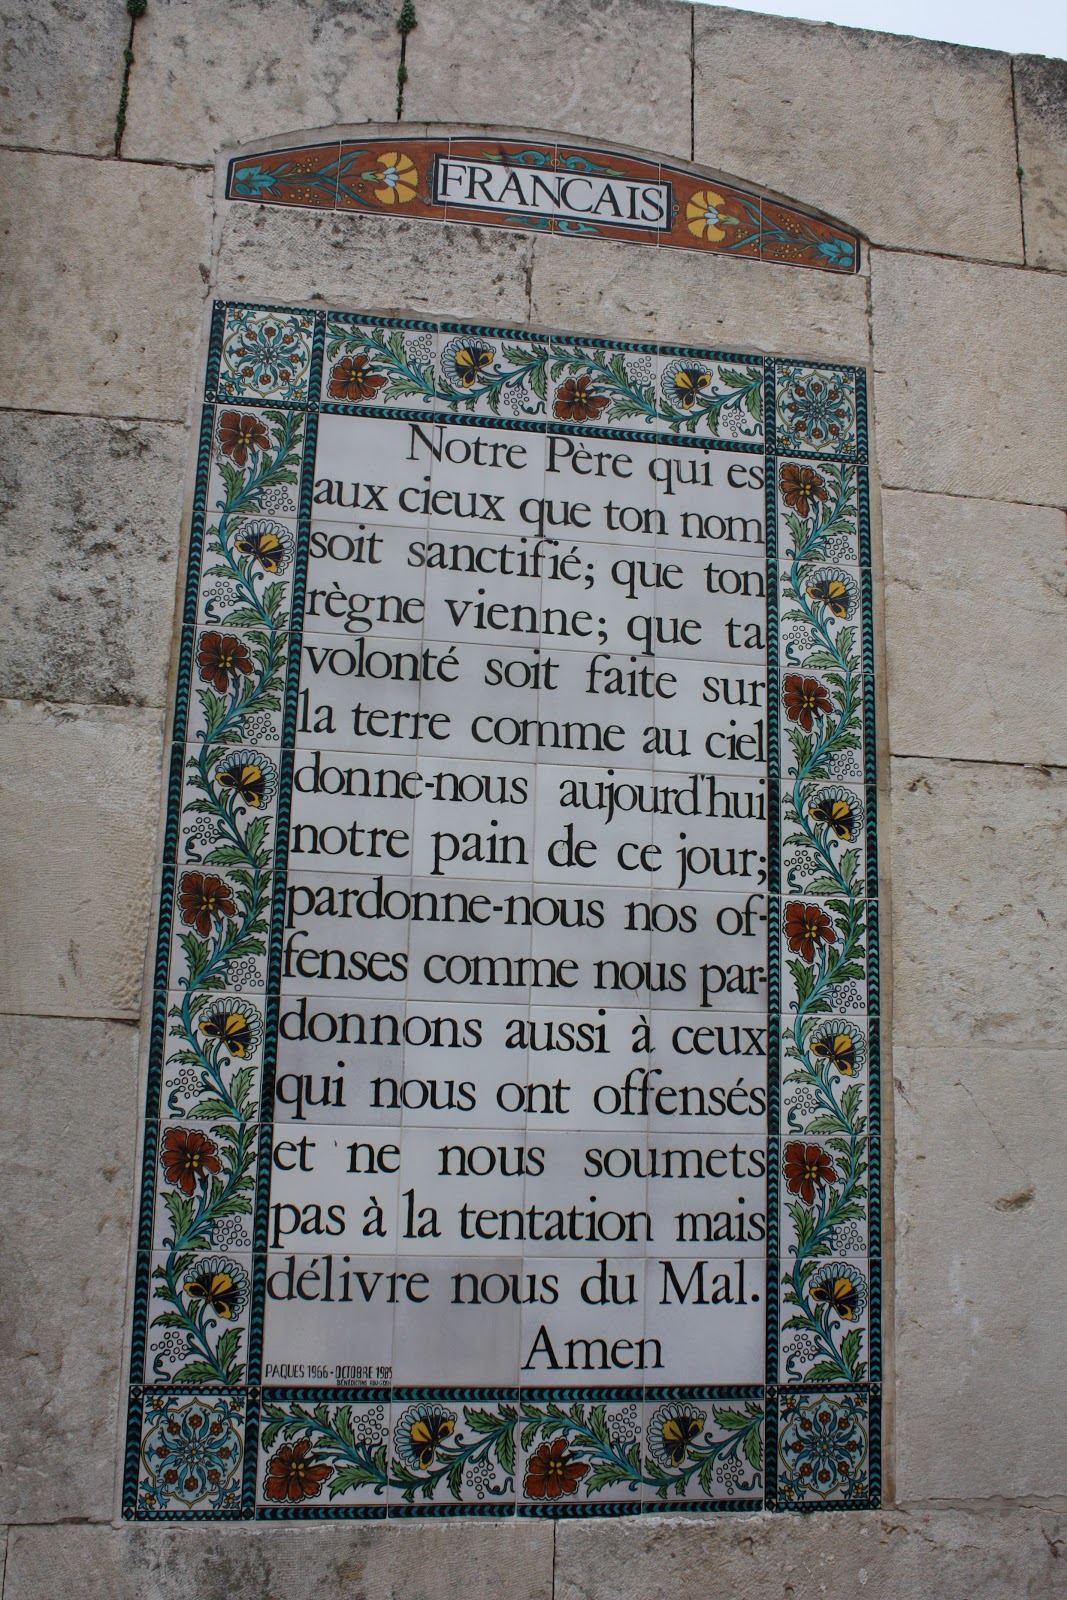 FRANCAIS
Notre Père qui es
aux cieux que ton nom
soit sanctifié; que ton
règne vienne; que ta
volonté soit faite sur
la terre comme au ciel
donne-nous aujourd'hui
notre pain de ce jour;
pardonne-nous nos of-
fenses comme nous par-
donnons aussi à ceux
qui nous ont offensés
et ne nous soumets
pas à la tentation mais
délivre nous du Mal.
Amen
PAQUES 1966 - OCTOBRE 1985